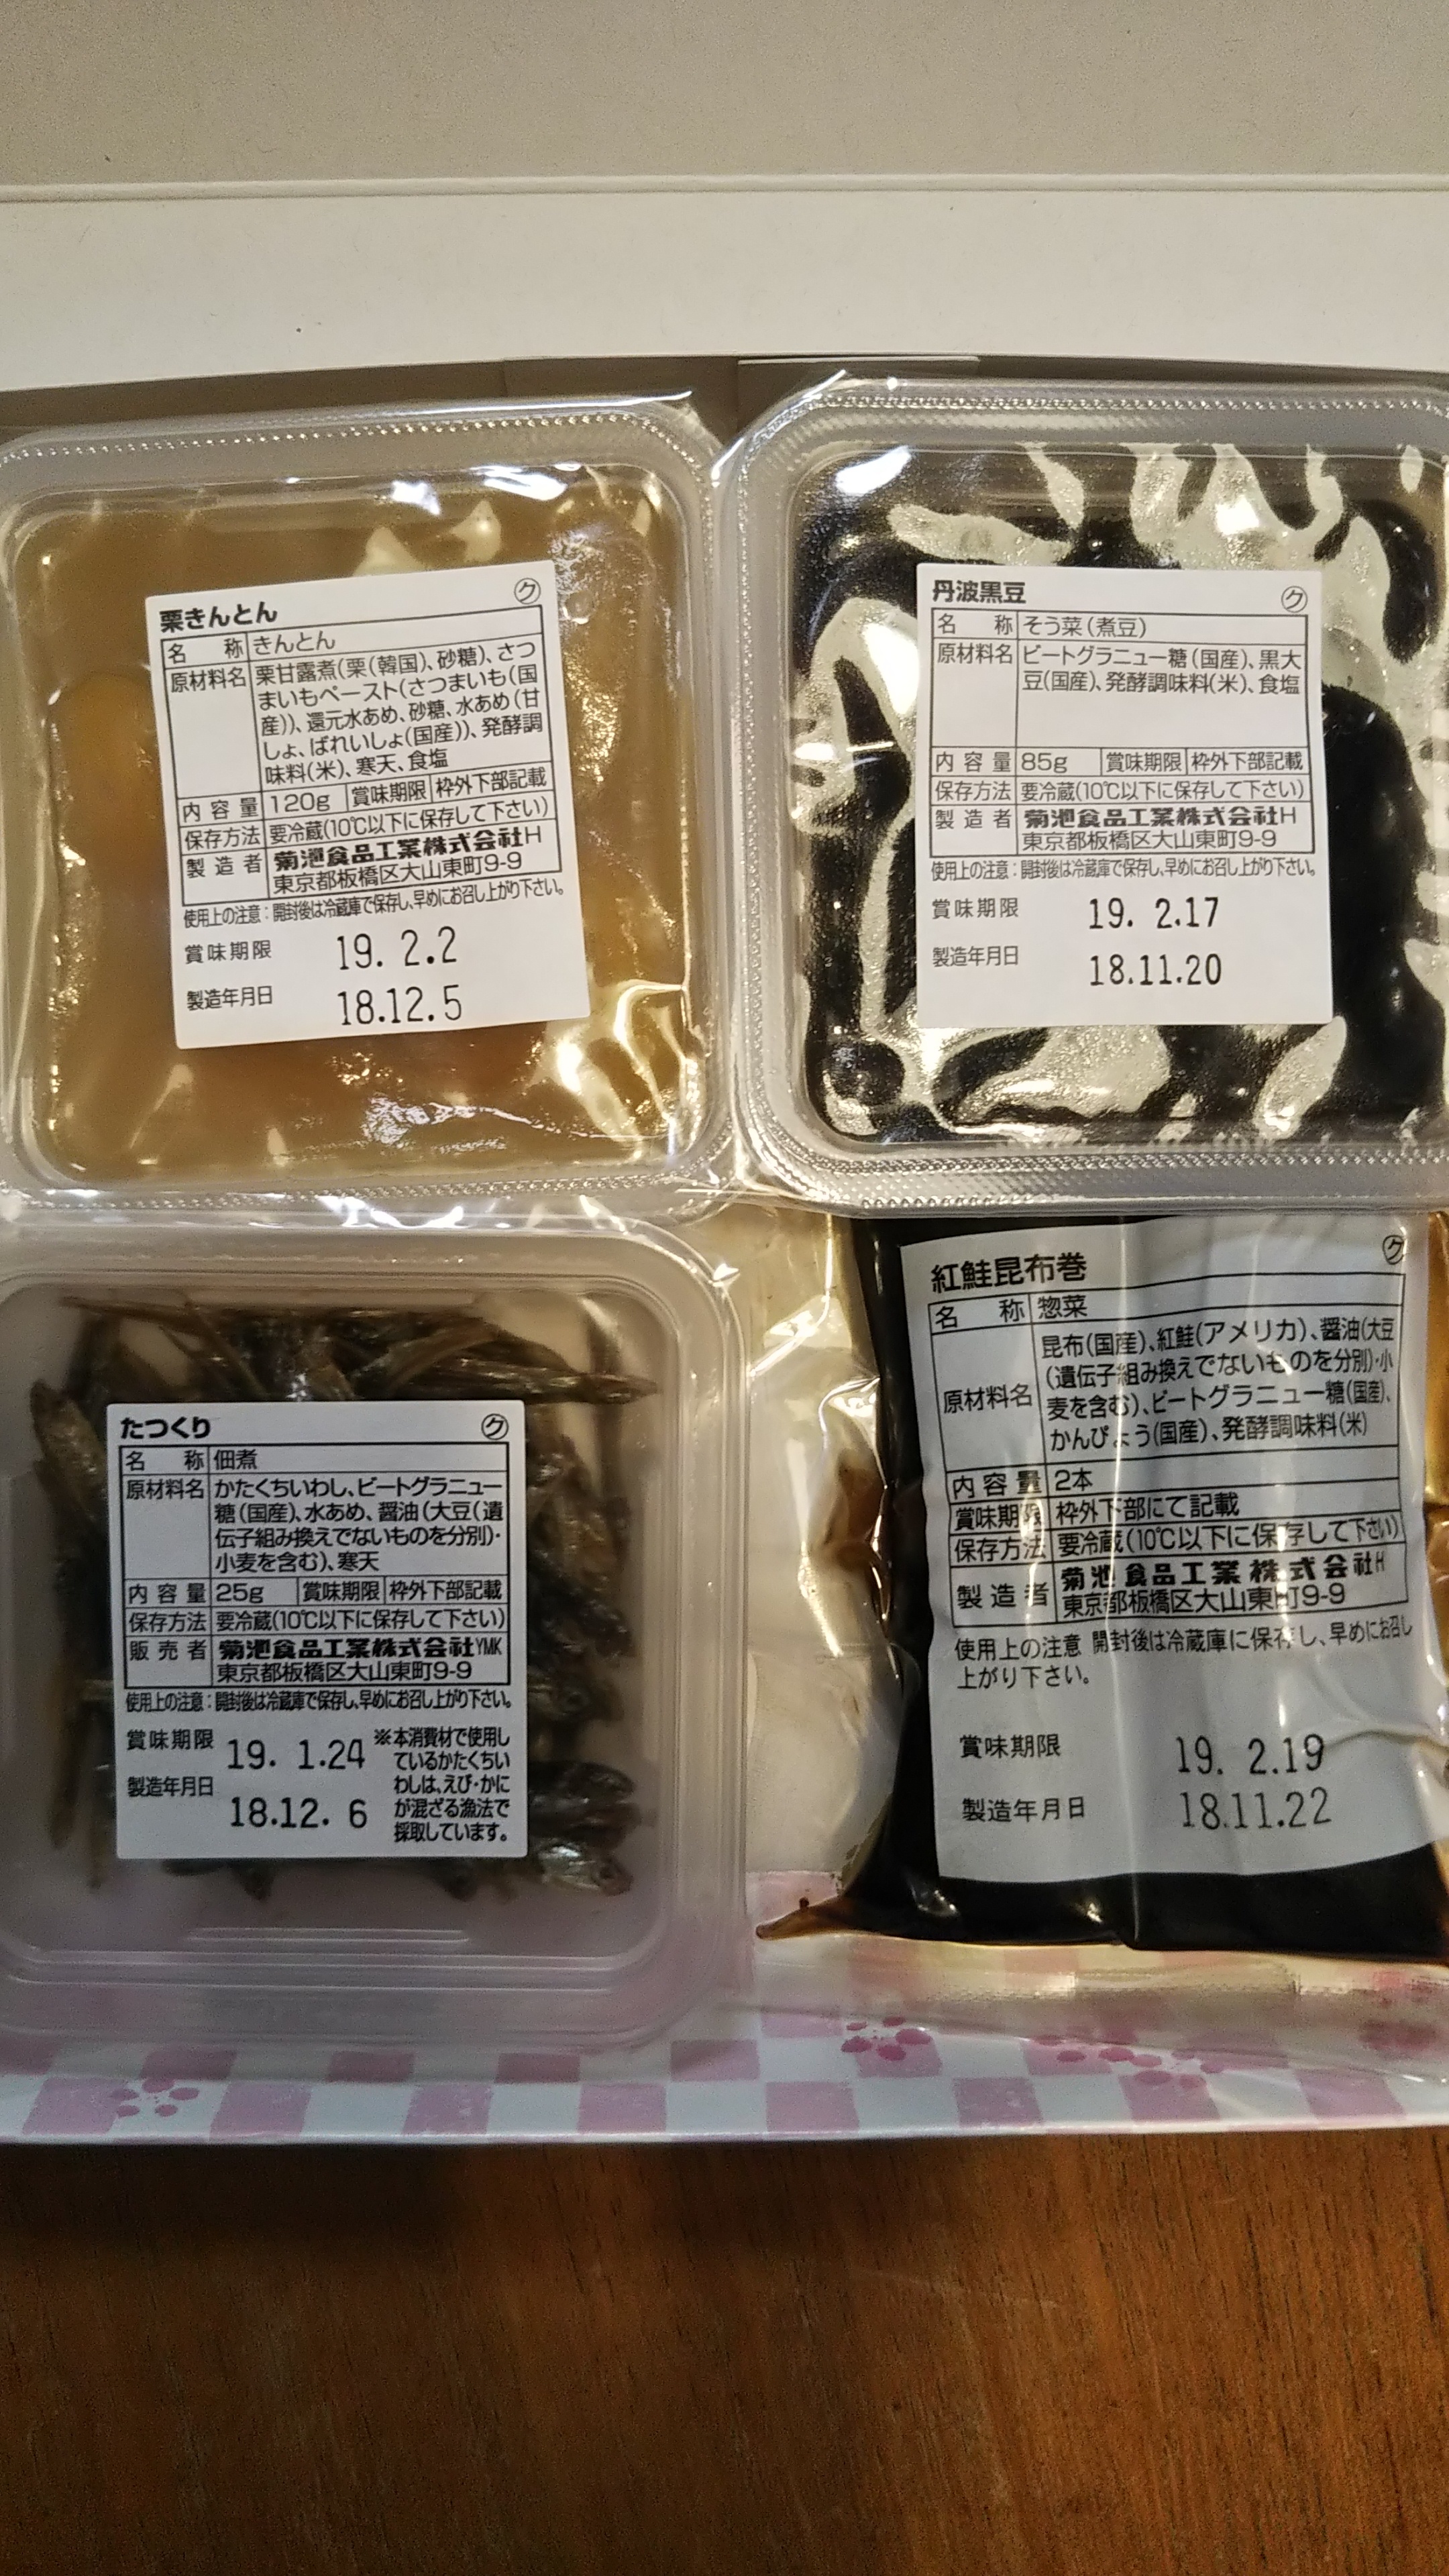 栗きんとん ク
名称 きんとん
原材料名 栗甘露煮(栗(韓国)、砂糖)、さつ
まいもペースト(さつまいも(国
産))、還元水あめ、砂糖、水あめ(甘
しょ、ばれいしょ(国産))、発酵調
味料(米)、寒天、食塩
内容量 120g 賞味期限 枠外下部記載
保存方法 要冷蔵(10℃以下に保存して下さい)
製造者 菊池食品工業株式会社H
東京都板橋区大山東町9-9
使用上の注意:開封後は冷蔵庫で保存し、早めにお召し上がり下さい。
賞味期限 19. 2.2
製造年月日 18.12.5
丹波黒豆 ク
名称 そう菜(煮豆)
原材料名 ビートグラニュー糖(国産)、黒大
豆(国産)、発酵調味料(米)、食塩
内容量 85g 賞味期限 枠外下部記載
保存方法 要冷蔵(10℃以下に保存して下さい)
製造者 菊池食品工業株式会社H
東京都板橋区大山東町9-9
使用上の注意:開封後は冷蔵庫で保存し、早めにお召し上がり下さい。
賞味期限 19. 2.17
製造年月日 18.11.20
たつくり ク
名称 佃煮
原材料名 かたくちいわし、ビートグラニュー
糖(国産)、水あめ、醤油(大豆(遺
伝子組み換えでないものを分別)・
小麦を含む)、寒天
内容量 25g 賞味期限 枠外下部記載
保存方法 要冷蔵(10℃以下に保存して下さい)
販売者 菊池食品工業株式会社YMK
東京都板橋区大山東町9-9
使用上の注意:開封後は冷蔵庫で保存し、早めにお召し上がり下さい。
賞味期限 19. 1.24
製造年月日 18.12. 6
※本消費材で使用し
ているかたくちい
わしは、えび・かに
が混ざる漁法で
採取しています。
紅鮭昆布巻 ク
名称 惣菜
原材料名 昆布(国産)、紅鮭(アメリカ)、醤油(大豆
(遺伝子組み換えでないものを分別)・小
麦を含む)、ビートグラニュー糖(国産)、
かんぴょう(国産)、発酵調味料(米)
内容量 2本
賞味期限 枠外下部にて記載
保存方法 要冷蔵(10℃以下に保存して下さい)
製造者 菊池食品工業株式会社H
東京都板橋区大山東町9-9
使用上の注意 開封後は冷蔵庫に保存し、早めにお召し
上がり下さい。
賞味期限 19. 2.19
製造年月日 18.11.22